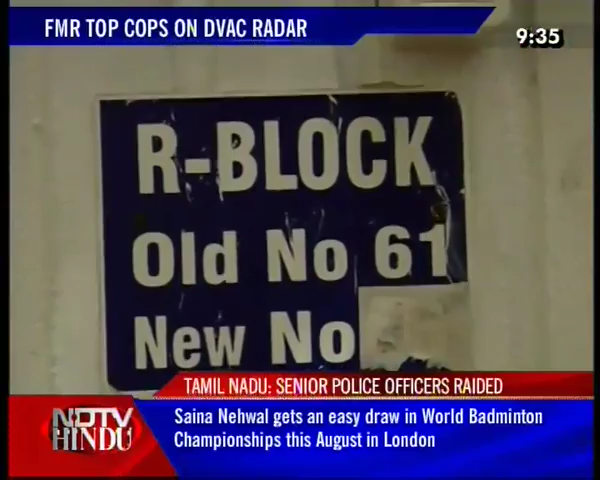 FMR TOP COPS ON DVAC RADAR
9:35
R-BLOCK
Old No 61
New No
TAMIL NADU: SENIOR POLICE OFFICERS RAIDED
NDTV
HINDU
Saina Nehwal gets an easy draw in World Badminton
Championships this August in London